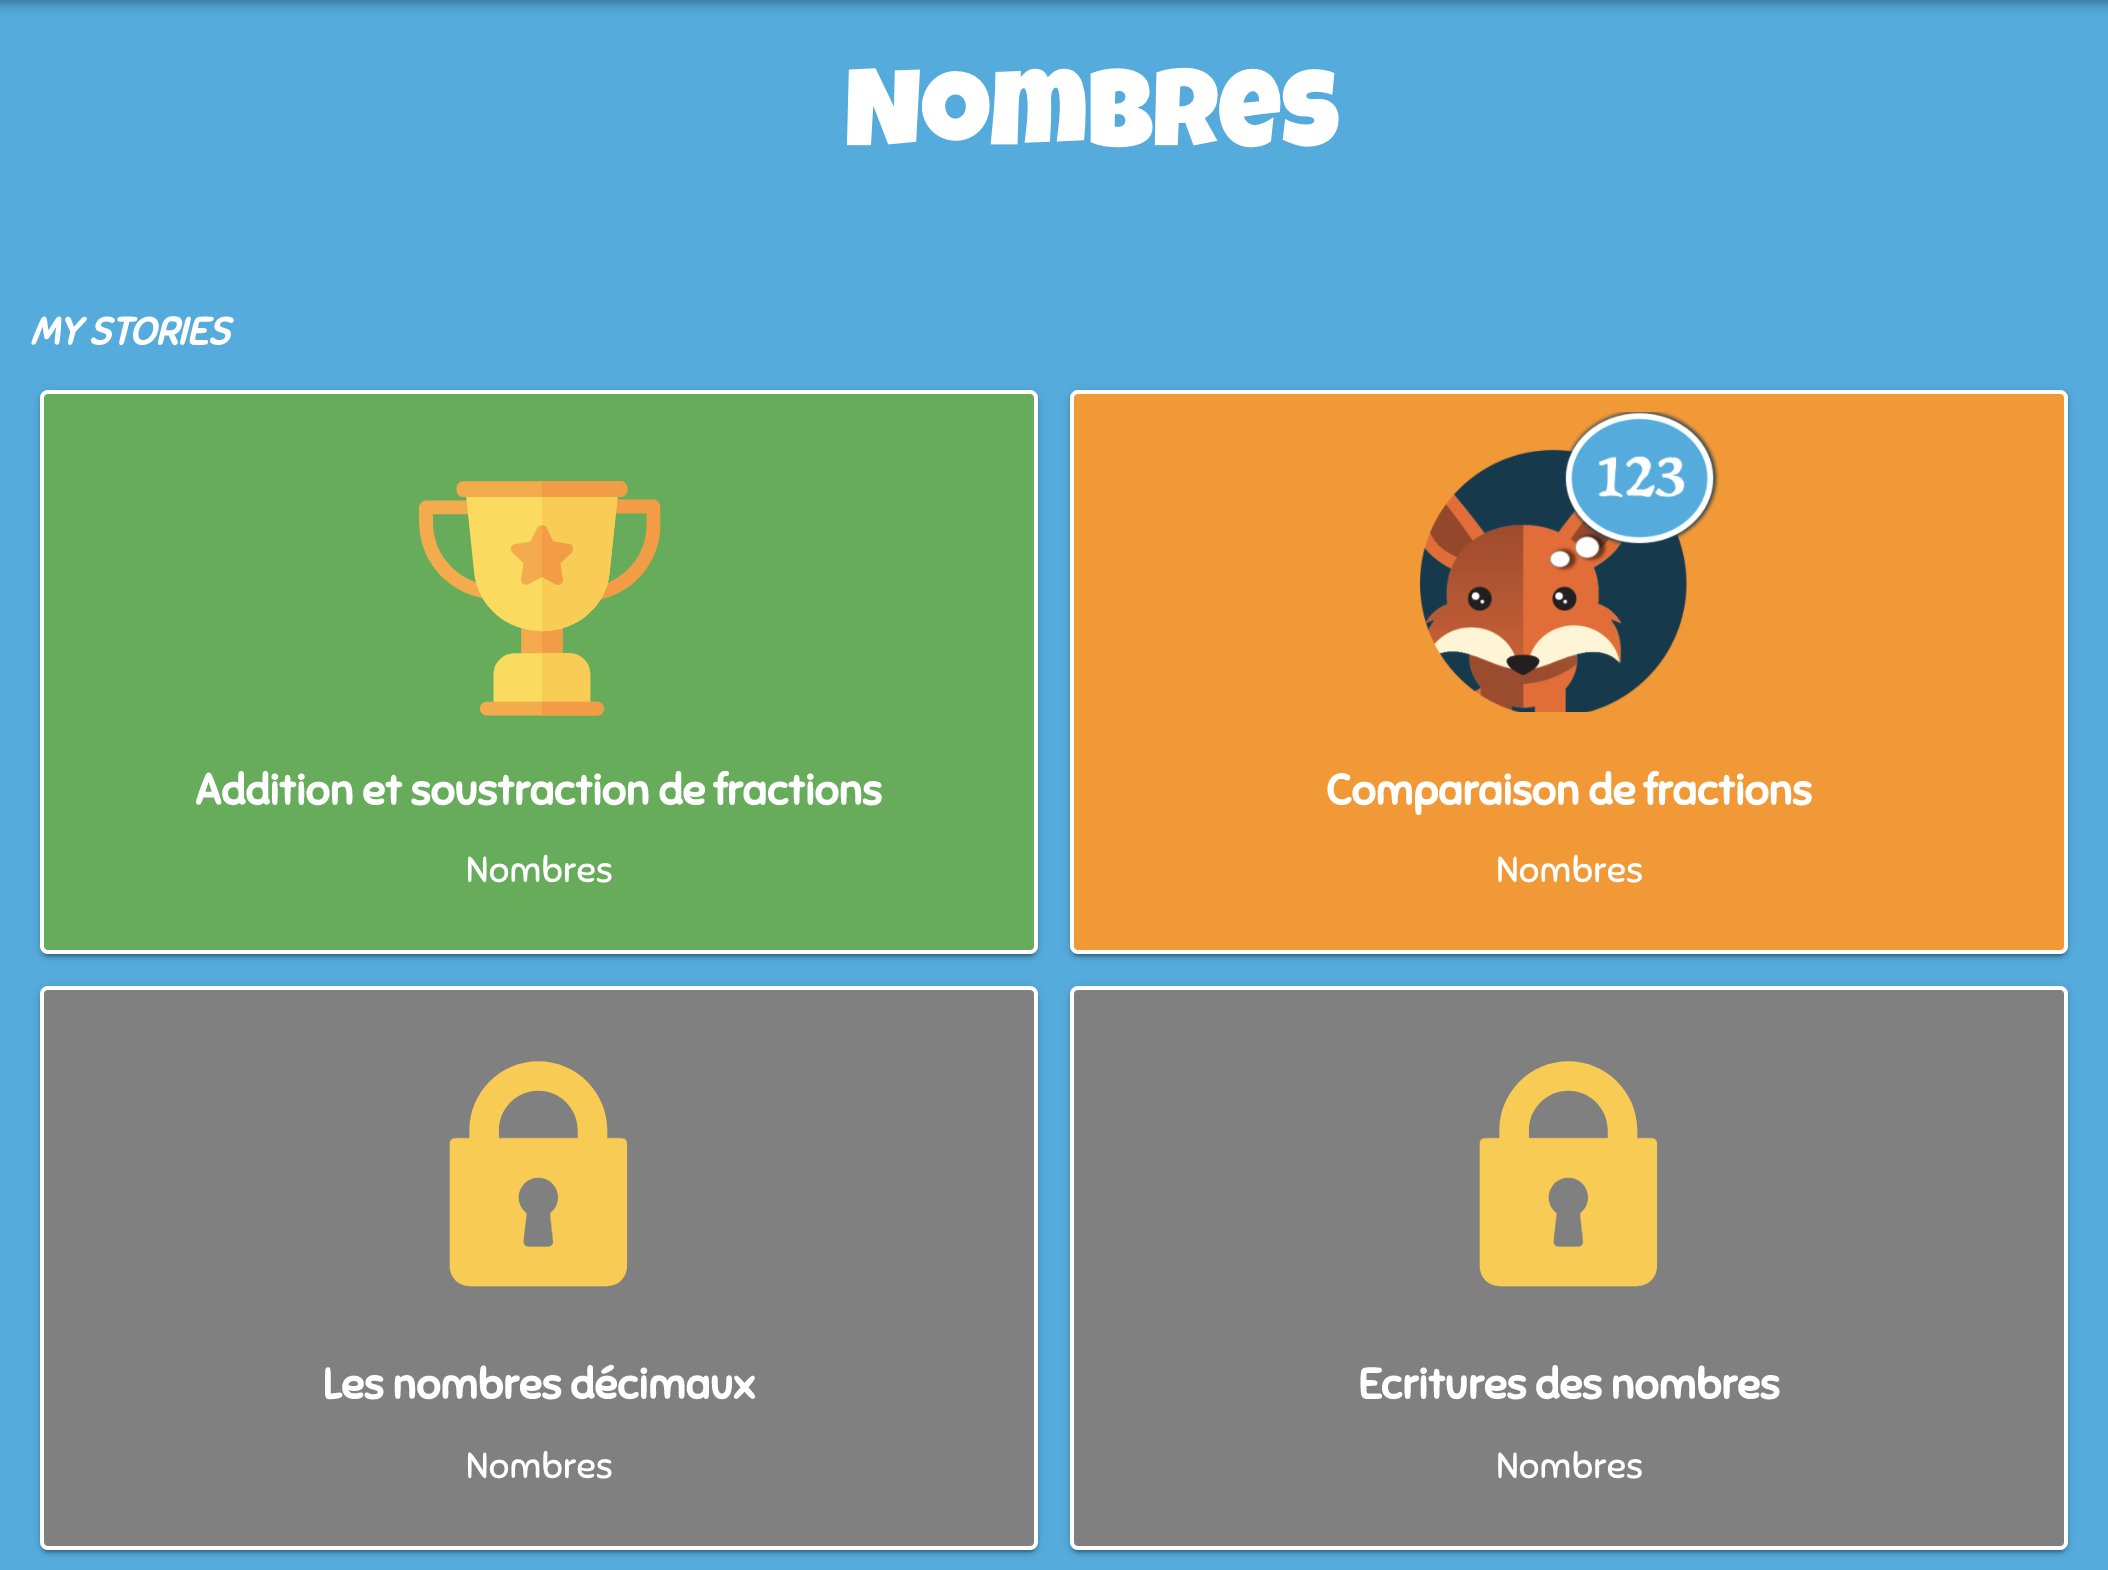 Nombres
MY STORIES
123
Addition et soustraction de fractions
Nombres
Comparaison de fractions
Nombres
Les nombres décimaux
Nombres
Ecritures des nombres
Nombres